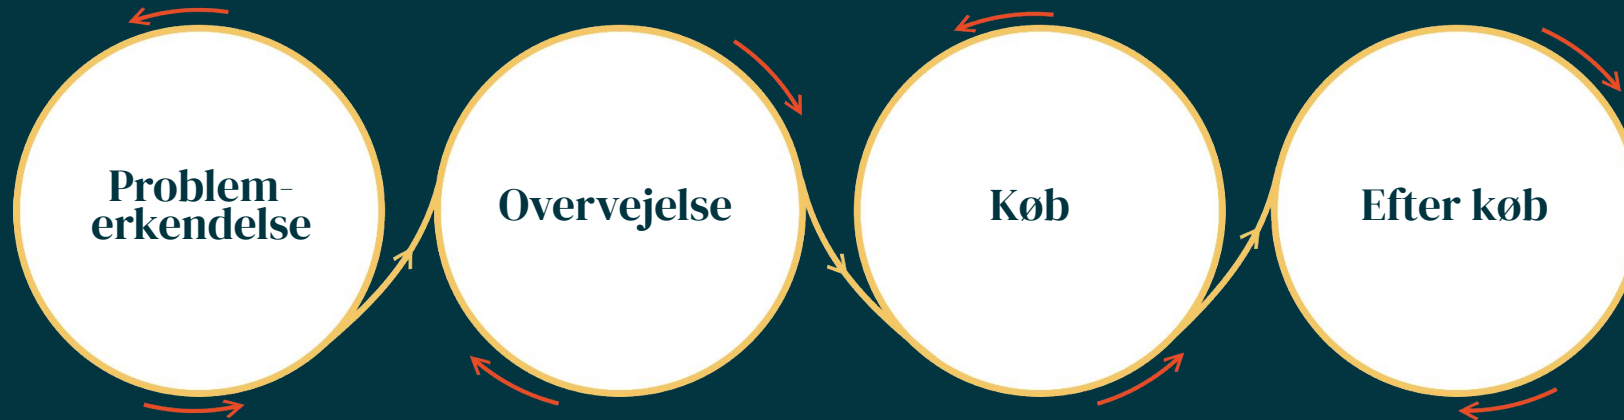 Problem-
erkendelse
Overvejelse
Køb
Efter køb